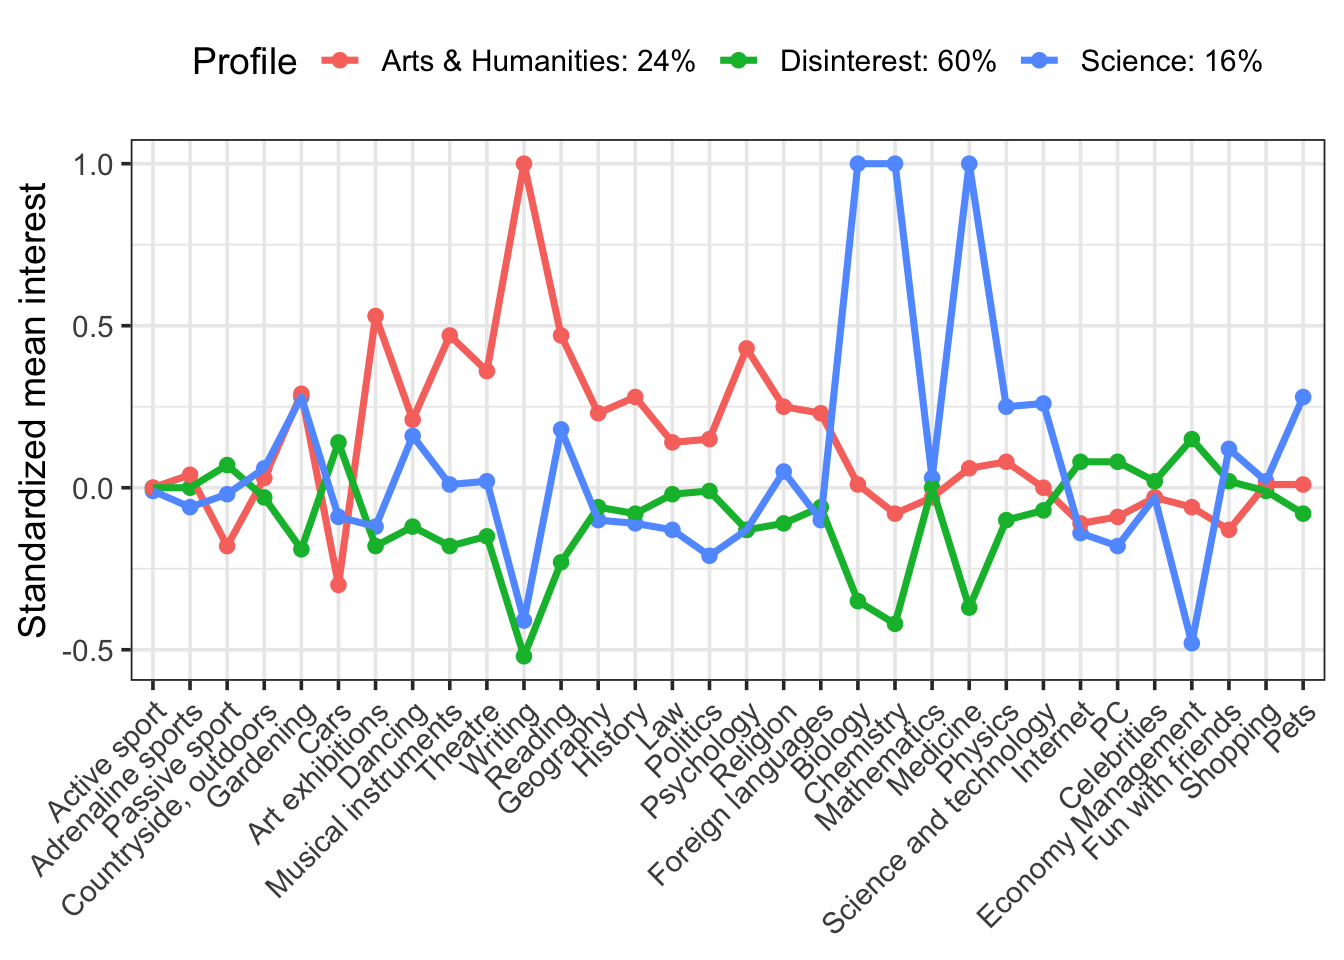 Profile Arts & Humanities: 24% Disinterest: 60% Science: 16%
Standardized mean interest
1.0
0.5
0.0
-0.5
Active sport
Adrenaline sports
Passive sport
Countryside, outdoors
Gardening
Cars
Art exhibitions
Dancing
Musical instruments
Theatre
Writing
Reading
Geography
History
Law
Politics
Psychology
Religion
Foreign languages
Biology
Chemistry
Mathematics
Medicine
Physics
Science and technology
Internet
PC
Celebrities
Economy Management
Fun with friends
Shopping
Pets